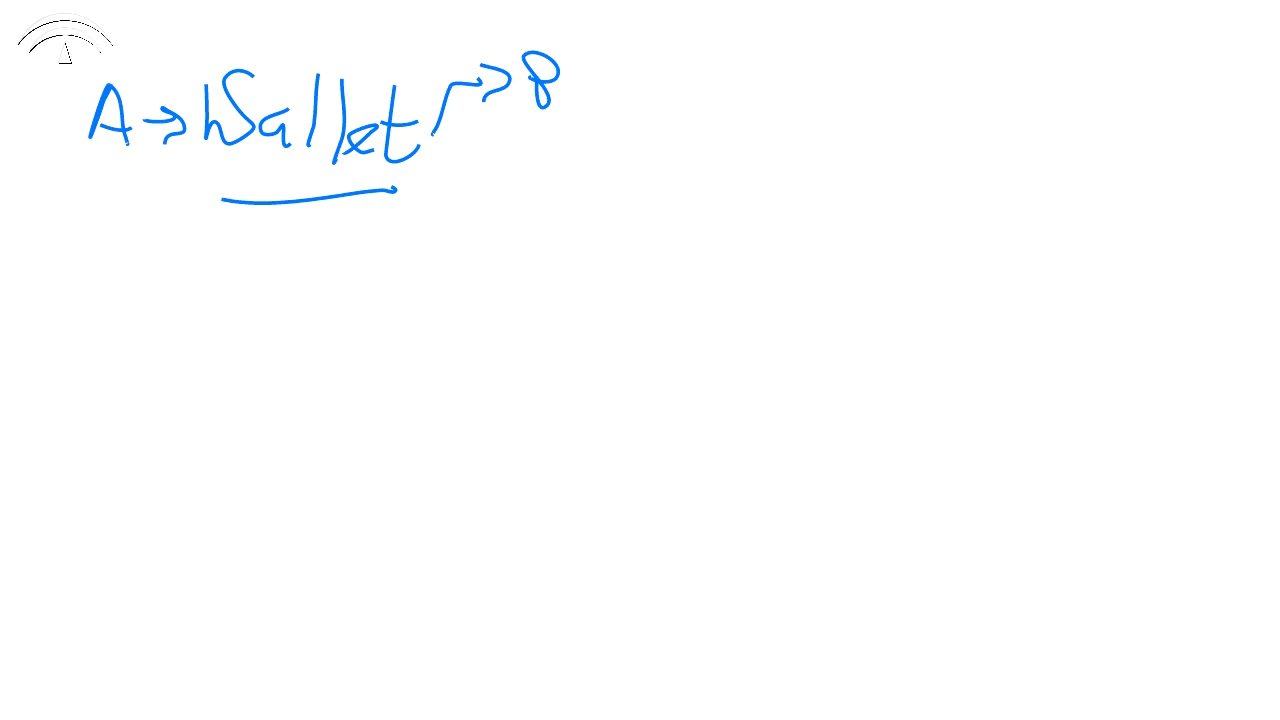 A → Wallet → B